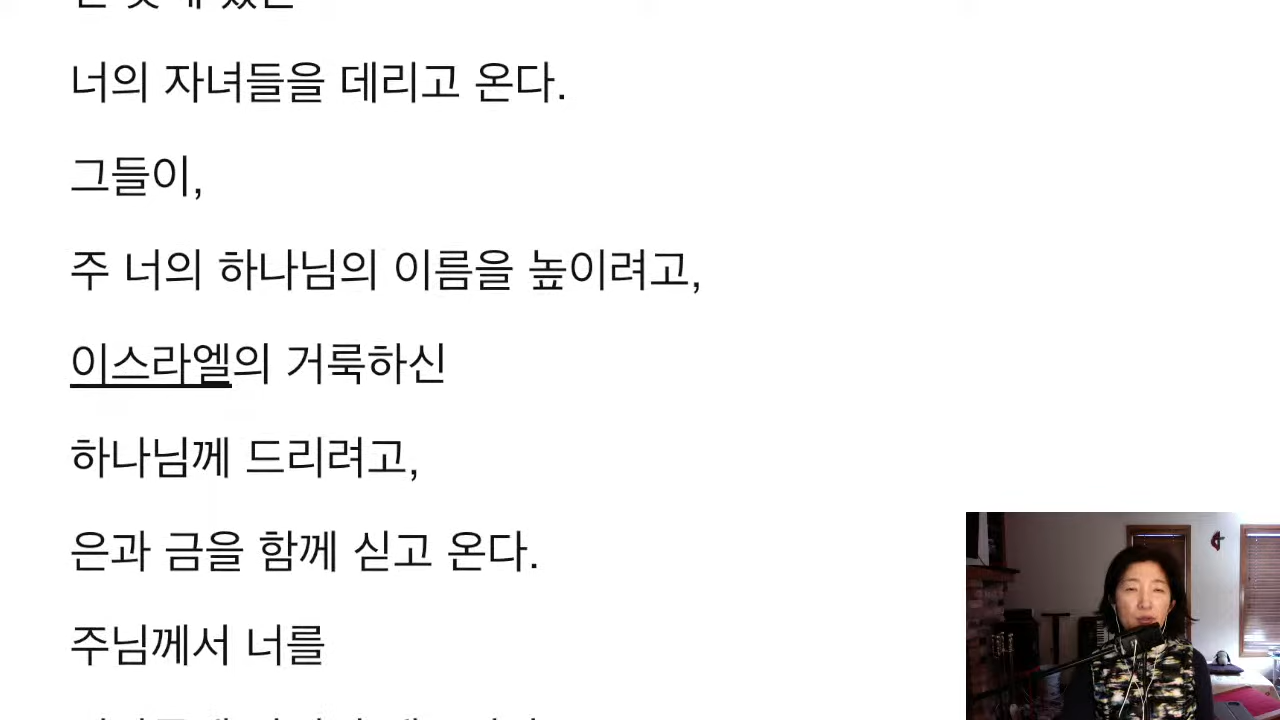 너의 자녀들을 데리고 온다.
그들이,
주 너의 하나님의 이름을 높이려고,
이스라엘의 거룩하신
하나님께 드리려고,
은과 금을 함께 싣고 온다.
주님께서 너를